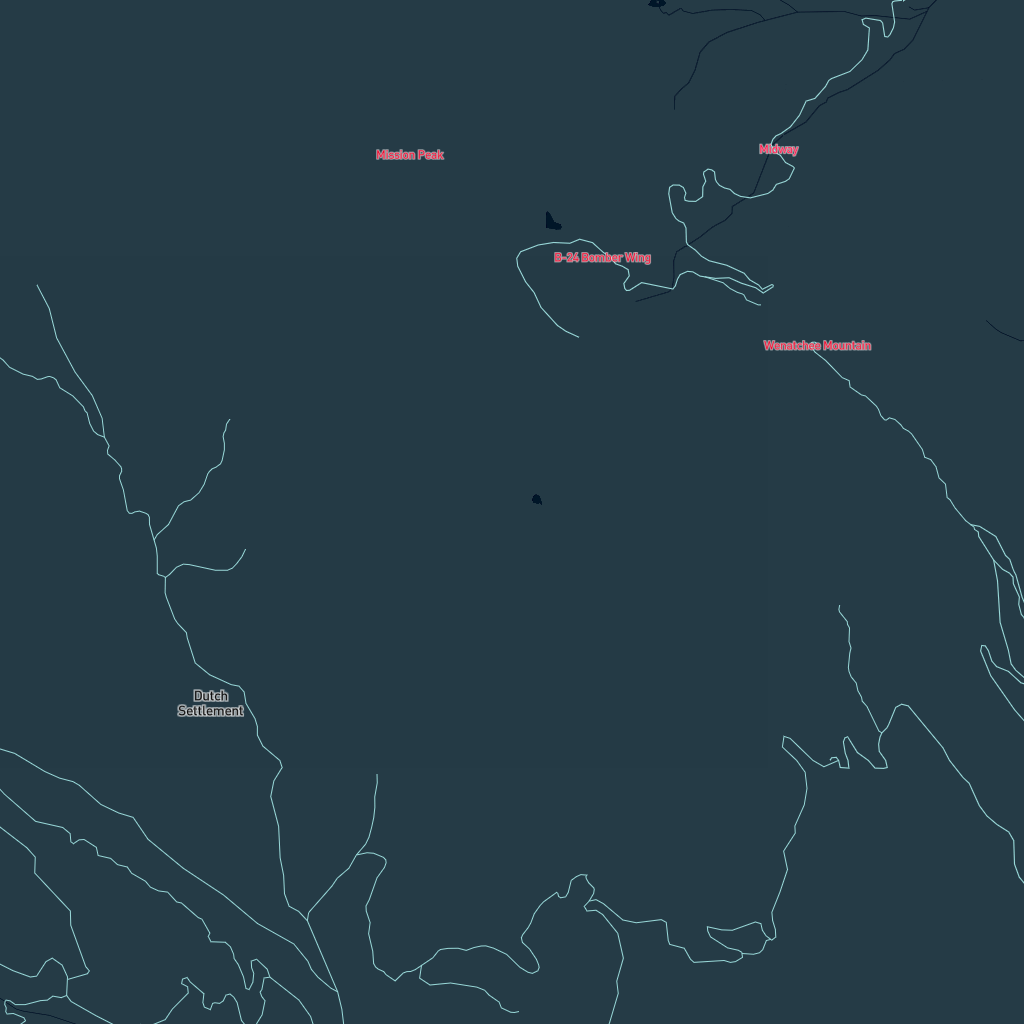 Midway
Mission Peak
B-24 Bomber Wing
Wenatchee Mountain
Dutch
Settlement